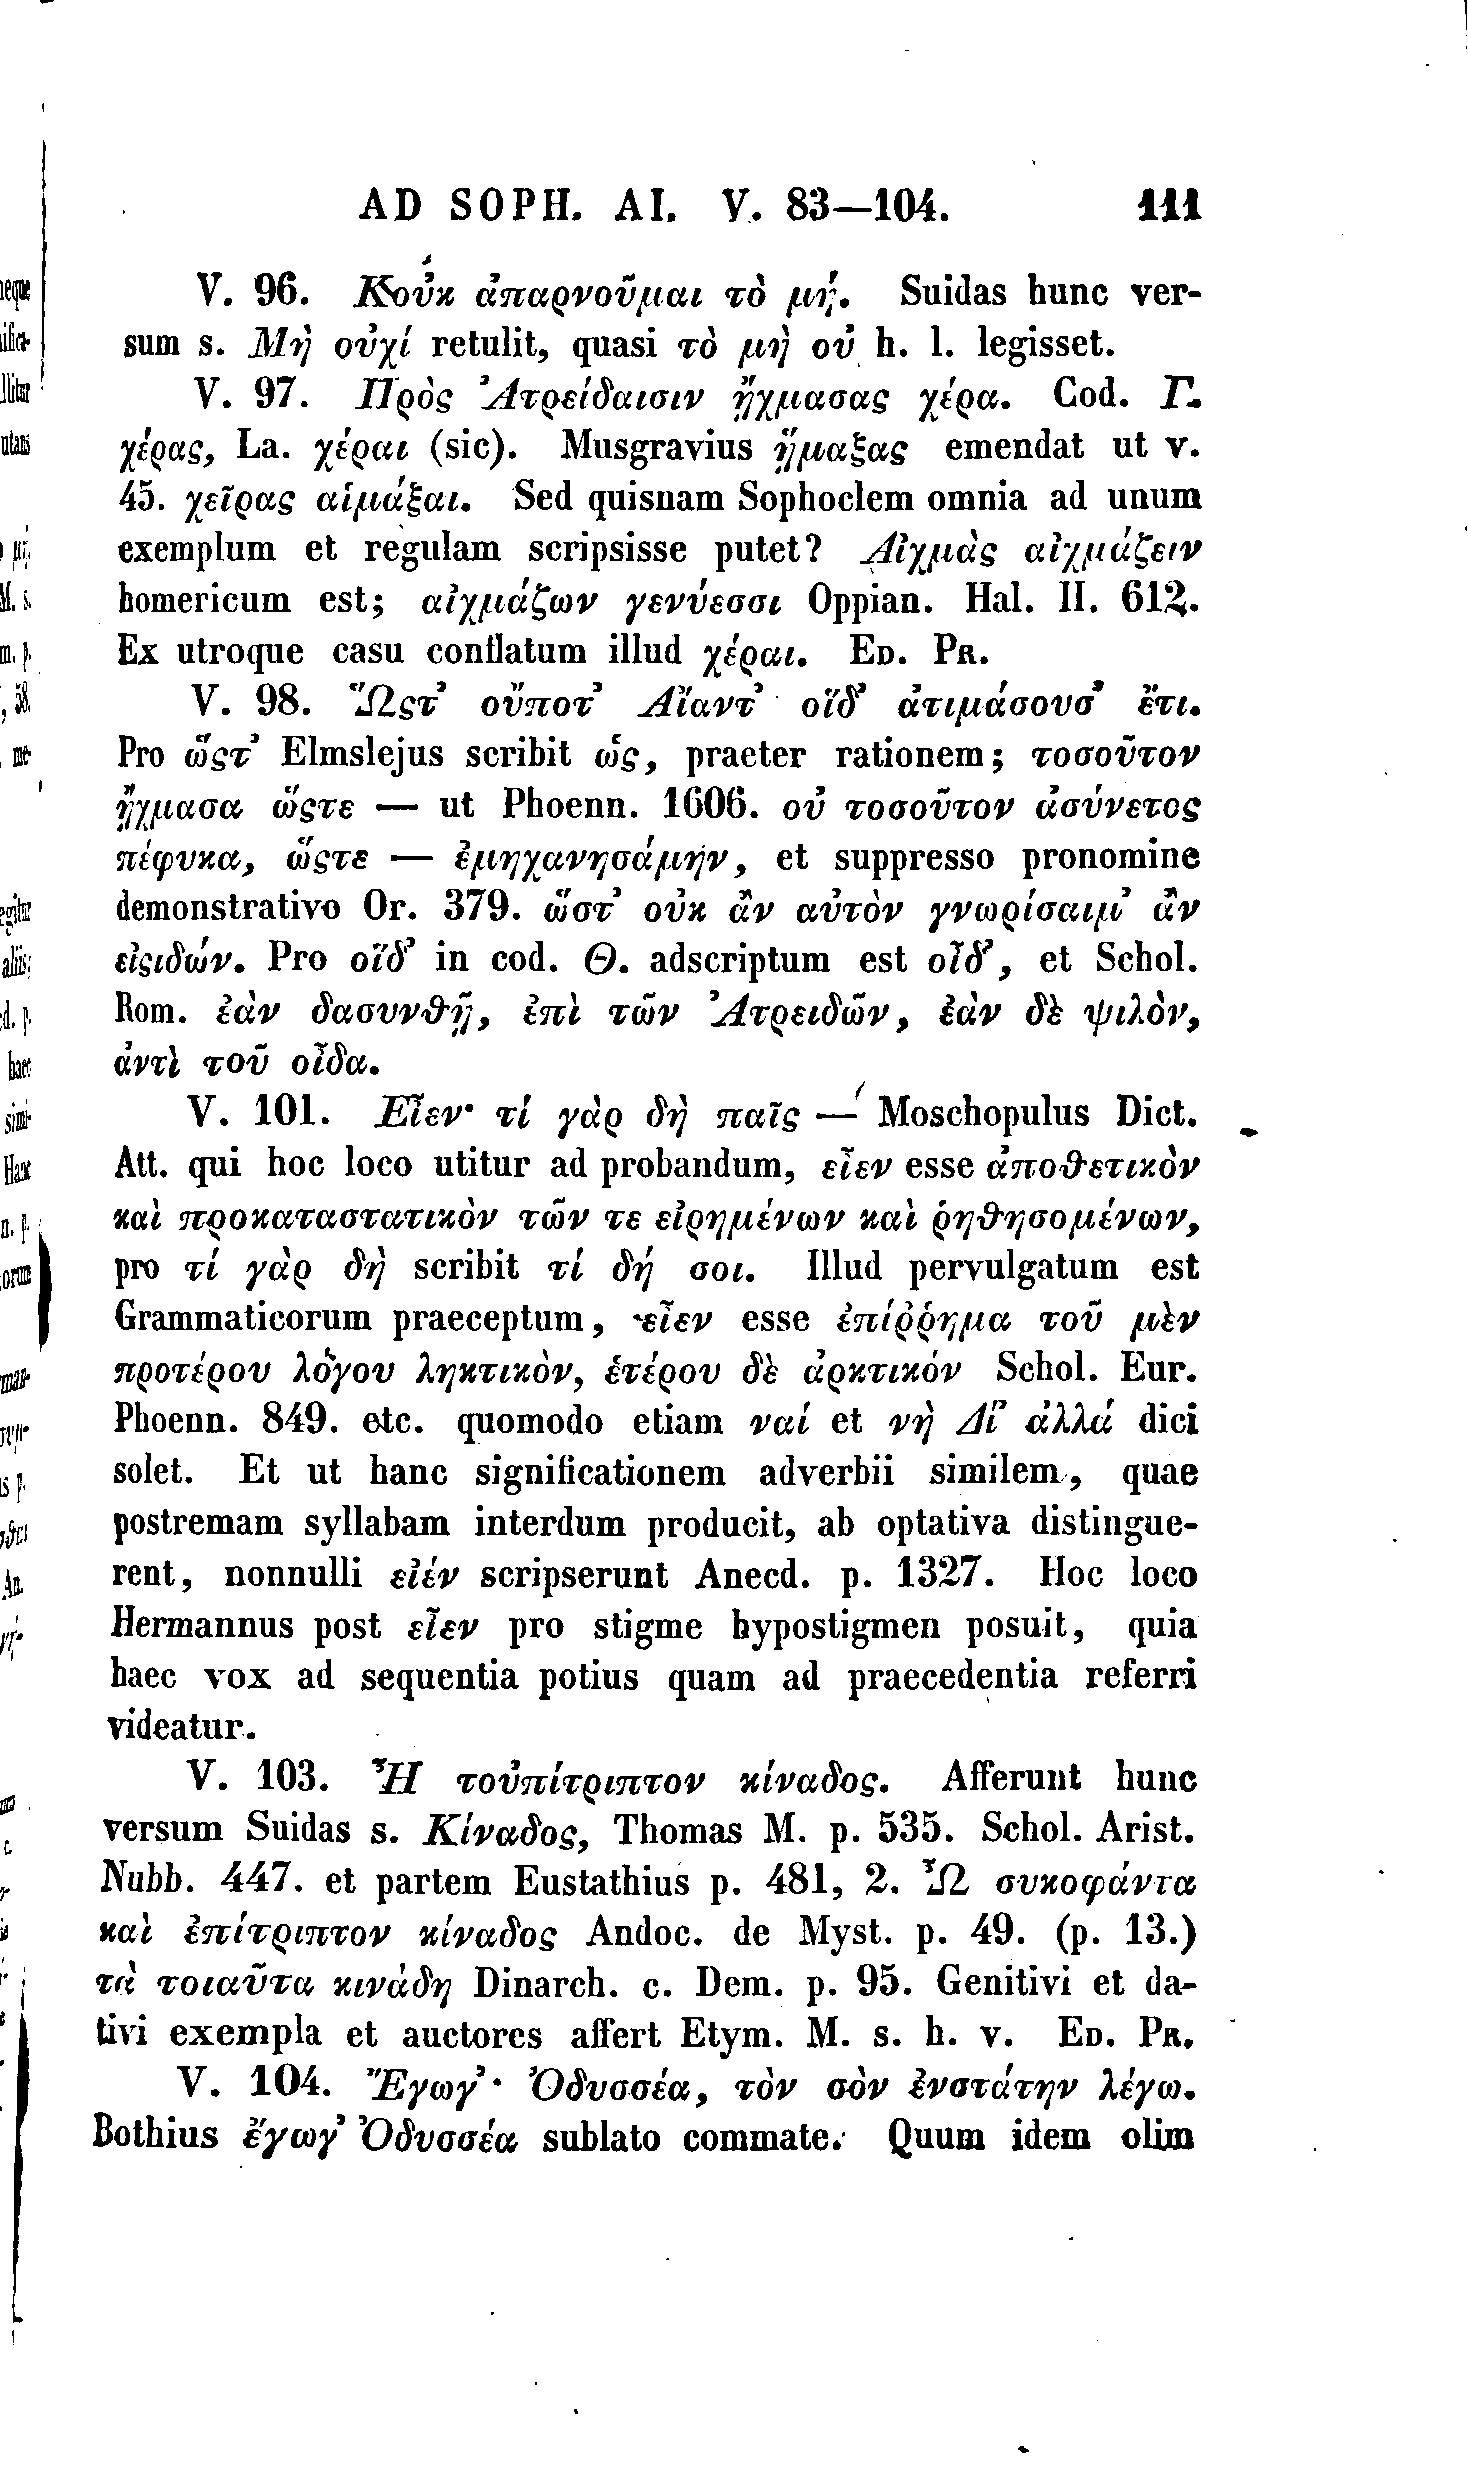 AD SOPH. AI. V. 83—104. 111
V. 96. Κοὐκ ἀπαρνοῦμαι τὸ μή. Suidas hunc ver-
sum s. Μὴ οὐχί retulit, quasi τὸ μὴ οὐ h. l. legisset.
V. 97. Πρὸς Ἀτρείδαισιν ᾔχμασας χέρα. Cod. Γ.
χέρας, La. χέραι (sic). Musgravius ᾕμαξας emendat ut v.
45. χεῖρας αἱμάξαι. Sed quisnam Sophoclem omnia ad unum
exemplum et regulam scripsisse putet? Αἰχμὰς αἰχμάζειν
homericum est; αἰχμάζων γενύεσσι Oppian. Hal. II. 612.
Ex utroque casu conflatum illud χέραι. ED. PR.
V. 98. Ὥςτ' οὔποτ' Αἴαντ' οἵδ' ἀτιμάσουσ' ἔτι.
Pro ὥςτ' Elmslejus scribit ὡς, praeter rationem; τοσοῦτον
ᾔχμασα ὥςτε — ut Phoenn. 1606. οὐ τοσοῦτον ἀσύνετος
πέφυκα, ὥςτε — ἐμηχανησάμην, et suppresso pronomine
demonstrativo Or. 379. ὥστ' οὐκ ἂν αὐτὸν γνωρίσαιμ' ἂν
εἰςιδών. Pro οἵδ' in cod. Θ. adscriptum est οἶδ', et Schol.
Rom. ἐὰν δασυνθῇ, ἐπὶ τῶν Ἀτρειδῶν, ἐὰν δὲ ψιλὸν,
ἀντὶ τοῦ οἶδα.
V. 101. Εἶεν· τί γὰρ δὴ παῖς — Moschopulus Dict.
Att. qui hoc loco utitur ad probandum, εἶεν esse ἀποθετικὸν
καὶ προκαταστατικὸν τῶν τε εἰρημένων καὶ ῥηθησομένων,
pro τί γὰρ δὴ scribit τί δή σοι. Illud pervulgatum est
Grammaticorum praeceptum, εἶεν esse ἐπίῤῥημα τοῦ μὲν
προτέρου λόγου ληκτικὸν, ἑτέρου δὲ ἀρκτικόν Schol. Eur.
Phoenn. 849. etc. quomodo etiam ναί et νὴ Δί' ἀλλά dici
solet. Et ut hanc significationem adverbii similem, quae
postremam syllabam interdum producit, ab optativa distingue-
rent, nonnulli εἰέν scripserunt Anecd. p. 1327. Hoc loco
Hermannus post εἶεν pro stigme hypostigmen posuit, quia
haec vox ad sequentia potius quam ad praecedentia referri
videatur.
V. 103. Ἦ τοὐπίτριπτον κίναδος. Afferunt hunc
versum Suidas s. Κίναδος, Thomas M. p. 535. Schol. Arist.
Nubb. 447. et partem Eustathius p. 481, 2. Ὦ συκοφάντα
καὶ ἐπίτριπτον κίναδος Andoc. de Myst. p. 49. (p. 13.)
τὰ τοιαῦτα κινάδη Dinarch. c. Dem. p. 95. Genitivi et da-
tivi exempla et auctores affert Etym. M. s. h. v. ED. PR.
V. 104. Ἔγωγ'· Ὀδυσσέα, τὸν σὸν ἐνστάτην λέγω.
Bothius ἔγωγ' Ὀδυσσέα sublato commate. Quum idem olim